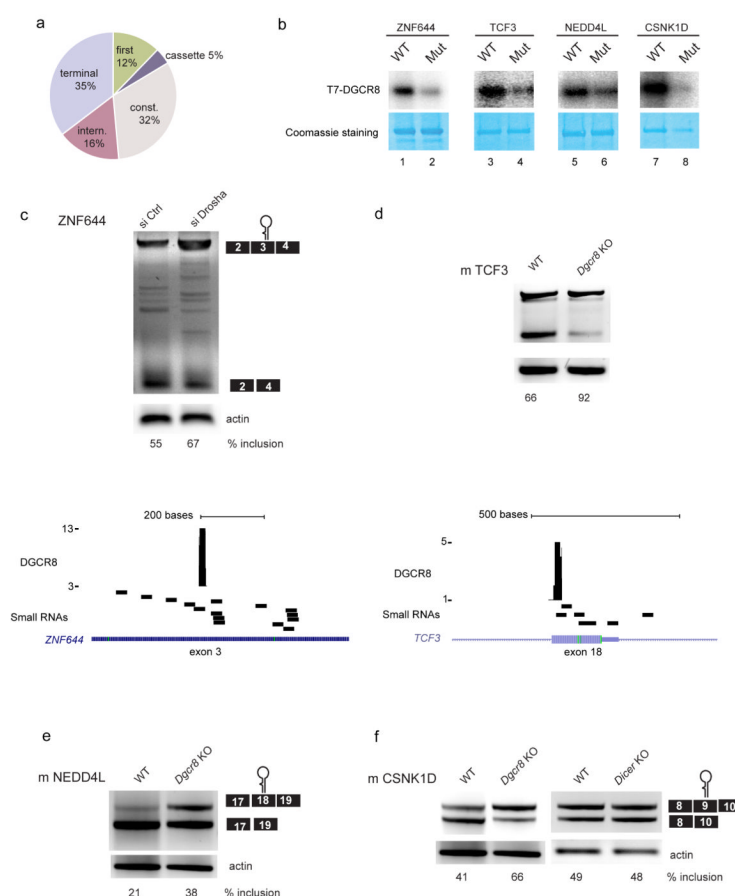 a
first
12%
cassette 5%
terminal
35%
const.
32%
intern.
16%
b
ZNF644 TCF3 NEDD4L CSNK1D
WT Mut WT Mut WT Mut WT Mut
T7-DGCR8
Coomassie staining
1 2 3 4 5 6 7 8
c
ZNF644
si Ctrl si Drosha
2 3 4
2 4
actin
55 67 % inclusion
d
m TCF3
WT Dgcr8 KO
66 92
200 bases
13-
DGCR8
3-
Small RNAs
ZNF644
exon 3
500 bases
5-
DGCR8
1-
Small RNAs
TCF3
exon 18
e
m NEDD4L
WT Dgcr8 KO
17 18 19
17 19
actin
21 38 % inclusion
f
m CSNK1D
WT Dgcr8 KO WT Dicer KO
8 9 10
8 10
actin
41 66 49 48 % inclusion